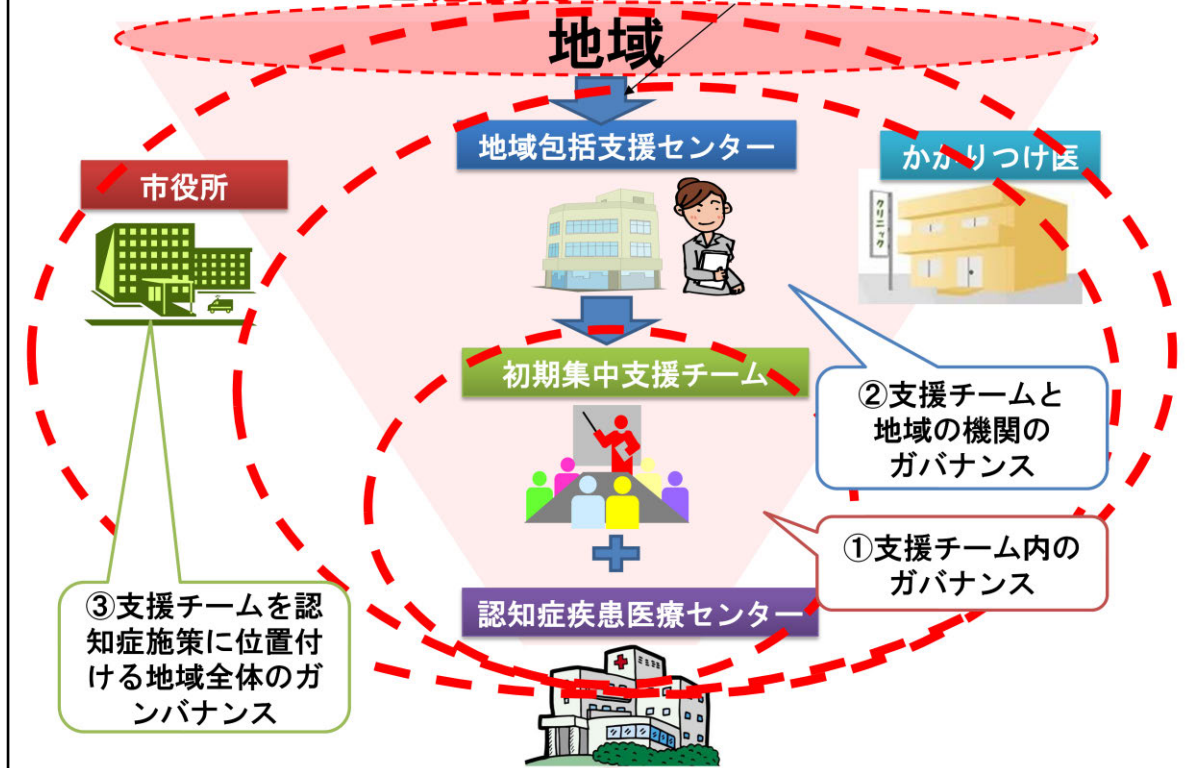 地域
地域包括支援センター
かかりつけ医
市役所
クリニック
初期集中支援チーム
②支援チームと
地域の機関の
ガバナンス
①支援チーム内の
ガバナンス
認知症疾患医療センター
③支援チームを認
知症施策に位置付
ける地域全体のガ
ンバナンス